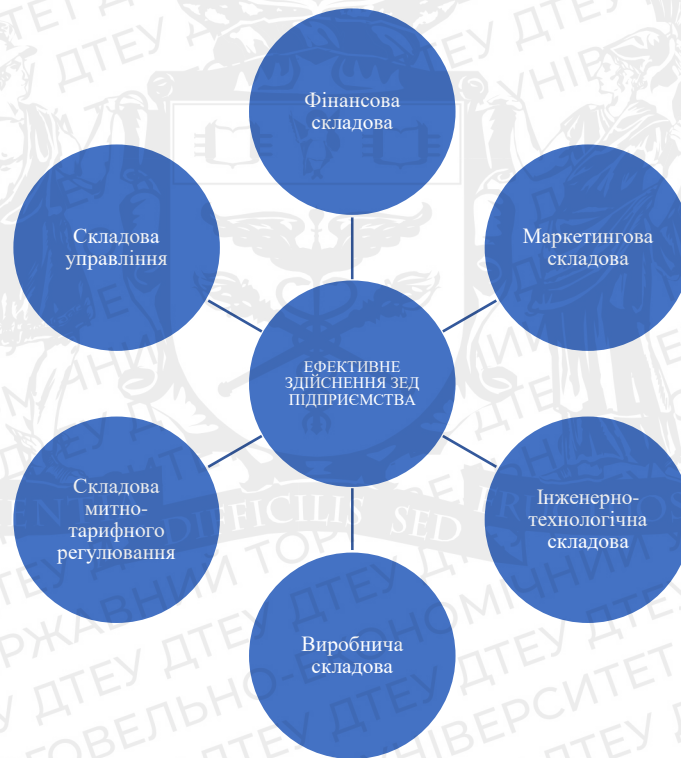 Фінансова
складова
Маркетингова
складова
Інженерно-
технологічна
складова
Виробнича
складова
Складова
митно-
тарифного
регулювання
Складова
управління
ЕФЕКТИВНЕ
ЗДІЙСНЕННЯ ЗЕД
ПІДПРИЄМСТВА